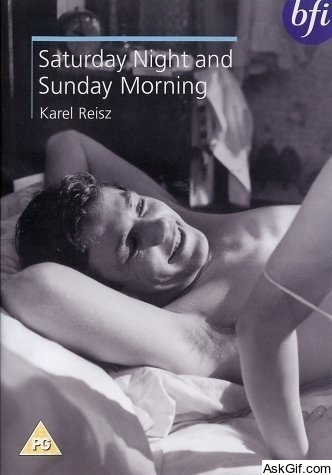 bfi
Saturday Night and
Sunday Morning
Karel Reisz
PG
AskGif.com